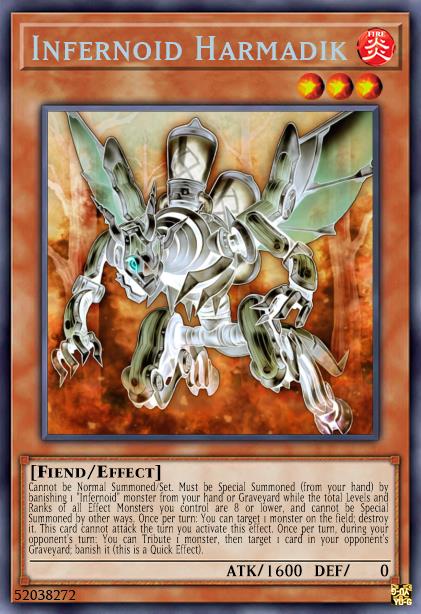 Infernoid Harmadik
FIRE
炎
[Fiend/Effect]
Cannot be Normal Summoned/Set. Must be Special Summoned (from your hand) by
banishing 1 "Infernoid" monster from your hand or Graveyard while the total Levels and
Ranks of all Effect Monsters you control are 8 or lower, and cannot be Special
Summoned by other ways. Once per turn: You can target 1 monster on the field; destroy
it. This card cannot attack the turn you activate this effect. Once per turn, during your
opponent's turn: You can Tribute 1 monster, then target 1 card in your opponent's
Graveyard; banish it (this is a Quick Effect).
ATK/1600 DEF/ 0
52038272